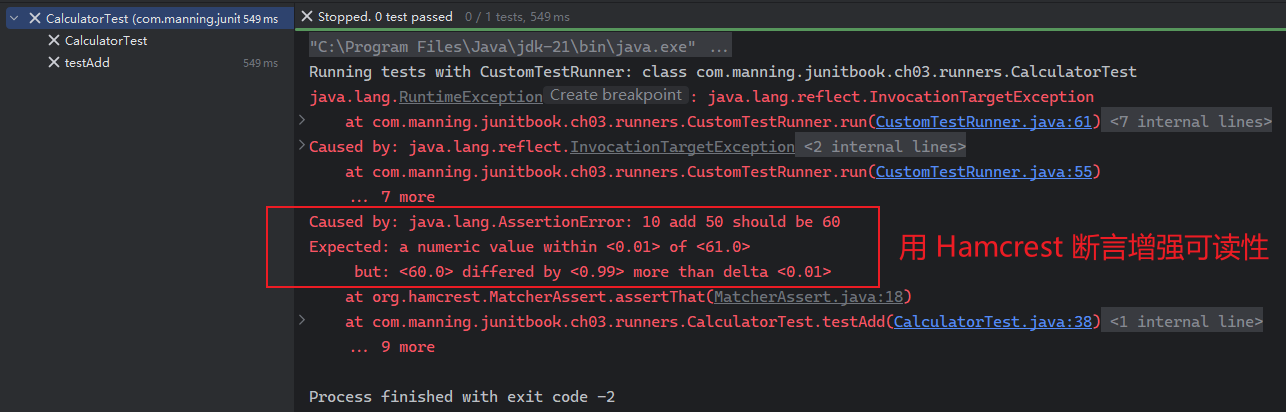 CalculatorTest (com.manning.junit 549 ms
CalculatorTest
testAdd 549 ms
Stopped. 0 test passed 0 / 1 tests, 549 ms
"C:\Program Files\Java\jdk-21\bin\java.exe" ...
Running tests with CustomTestRunner: class com.manning.junitbook.ch03.runners.CalculatorTest
java.lang.RuntimeException Create breakpoint : java.lang.reflect.InvocationTargetException
at com.manning.junitbook.ch03.runners.CustomTestRunner.run(CustomTestRunner.java:61) <7 internal lines>
Caused by: java.lang.reflect.InvocationTargetException <2 internal lines>
at com.manning.junitbook.ch03.runners.CustomTestRunner.run(CustomTestRunner.java:55)
... 7 more
Caused by: java.lang.AssertionError: 10 add 50 should be 60
Expected: a numeric value within <0.01> of <61.0>
but: <60.0> differed by <0.99> more than delta <0.01>
用 Hamcrest 断言增强可读性
at org.hamcrest.MatcherAssert.assertThat(MatcherAssert.java:18)
at com.manning.junitbook.ch03.runners.CalculatorTest.testAdd(CalculatorTest.java:38) <1 internal line>
... 9 more
Process finished with exit code -2